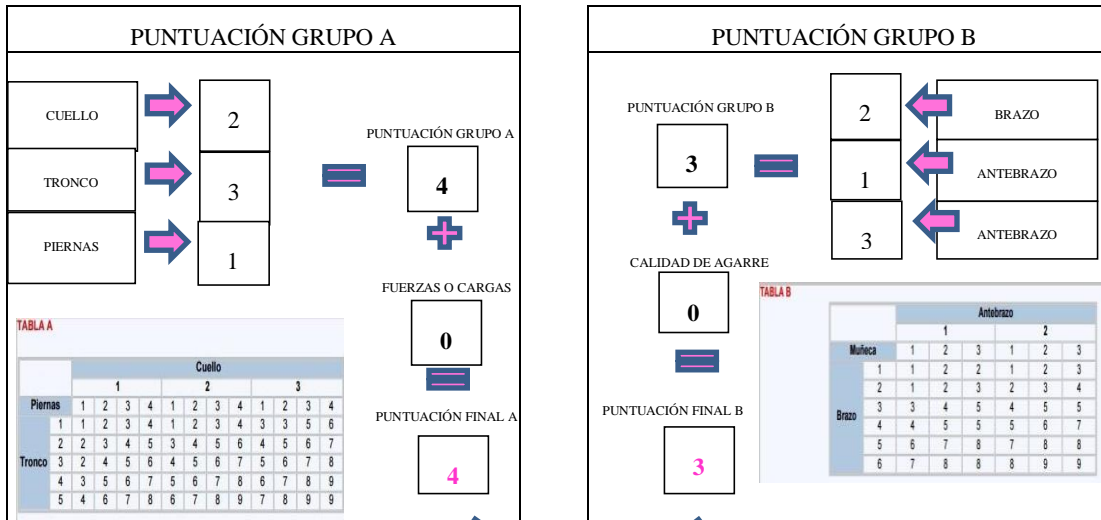 PUNTUACIÓN GRUPO A
CUELLO 2
PUNTUACIÓN GRUPO A
TRONCO 3
4
PIERNAS 1
FUERZAS O CARGAS
0
PUNTUACIÓN FINAL A
4
TABLA A
Cuello
1 2 3
Piernas 1 2 3 4 1 2 3 4 1 2 3 4
1 1 2 3 4 1 2 3 4 3 3 5 6
2 2 3 4 5 3 4 5 6 4 5 6 7
Tronco 3 2 4 5 6 4 5 6 7 5 6 7 8
4 3 5 6 7 5 6 7 8 6 7 8 9
5 4 6 7 8 6 7 8 9 7 8 9 9
PUNTUACIÓN GRUPO B
PUNTUACIÓN GRUPO B
2 BRAZO
3
1 ANTEBRAZO
3 ANTEBRAZO
CALIDAD DE AGARRE
0
PUNTUACIÓN FINAL B
3
TABLA B
Antebrazo
1 2
Muñeca 1 2 3 1 2 3
1 1 2 2 1 2 3
2 1 2 3 2 3 4
Brazo 3 3 4 5 4 5 5
4 4 5 5 5 6 7
5 6 7 8 7 8 8
6 7 8 8 8 9 9